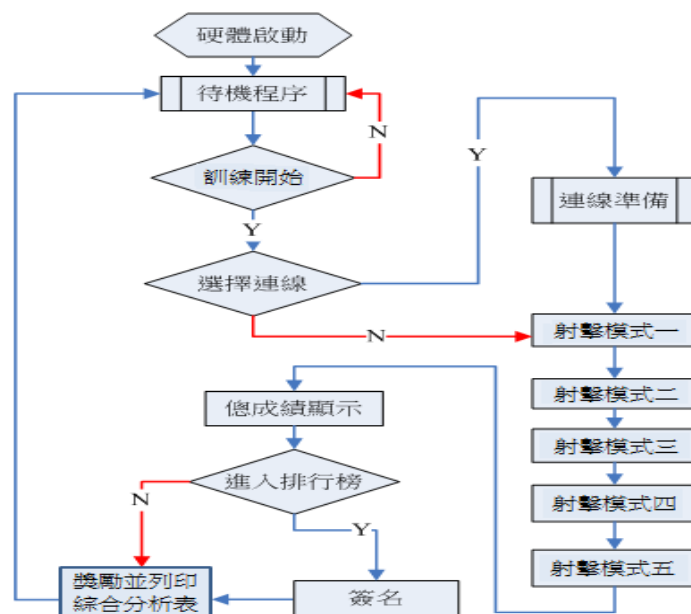 硬體啟動
待機程序
N
訓練開始
Y
Y
連線準備
選擇連線
N
射擊模式一
射擊模式二
射擊模式三
射擊模式四
射擊模式五
總成績顯示
進入排行榜
N
Y
簽名
獎勵並列印
綜合分析表